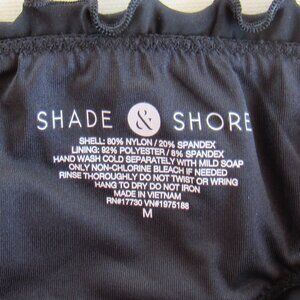 SHADE & SHORE
SHELL: 80% NYLON / 20% SPANDEX
LINING: 92% POLYESTER / 8% SPANDEX
HAND WASH COLD SEPARATELY WITH MILD SOAP
ONLY NON-CHLORINE BLEACH IF NEEDED
RINSE THOROUGHLY DO NOT TWIST OR WRING
HANG TO DRY DO NOT IRON
MADE IN VIETNAM
RN#17730 VN#1975188
M